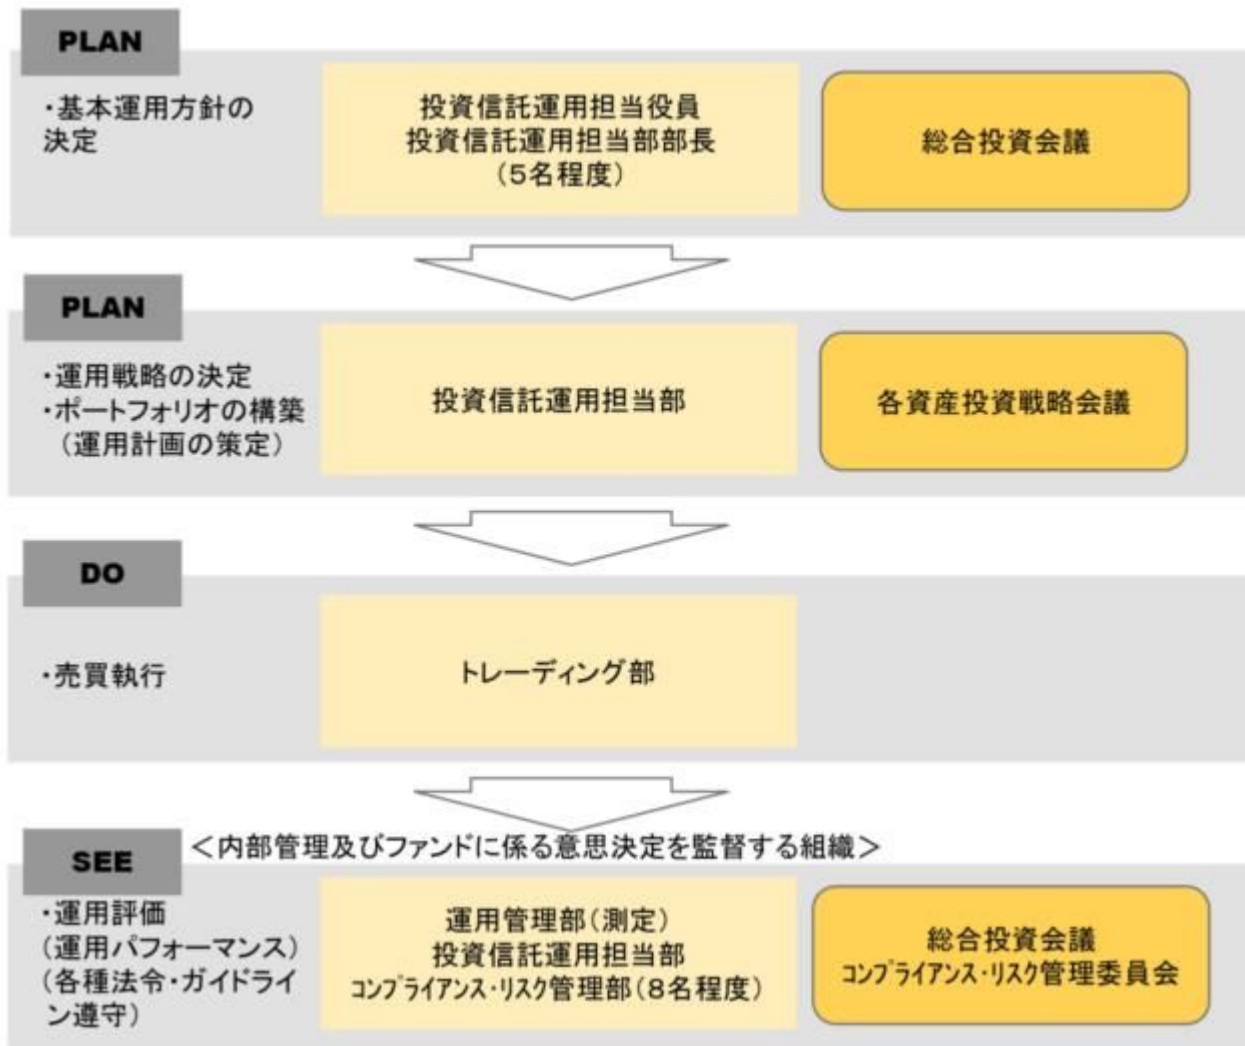 PLAN
・基本運用方針の
決定
投資信託運用担当役員
投資信託運用担当部部長
(5名程度)
総合投資会議
PLAN
・運用戦略の決定
・ポートフォリオの構築
(運用計画の策定)
投資信託運用担当部
各資産投資戦略会議
DO
・売買執行
トレーディング部
SEE
＜内部管理及びファンドに係る意思決定を監督する組織＞
・運用評価
(運用パフォーマンス)
(各種法令・ガイドライ
ン遵守)
運用管理部(測定)
投資信託運用担当部
ｺﾝﾌﾟﾗｲｱﾝｽ・ﾘｽｸ管理部(8名程度)
総合投資会議
ｺﾝﾌﾟﾗｲｱﾝｽ・ﾘｽｸ管理委員会